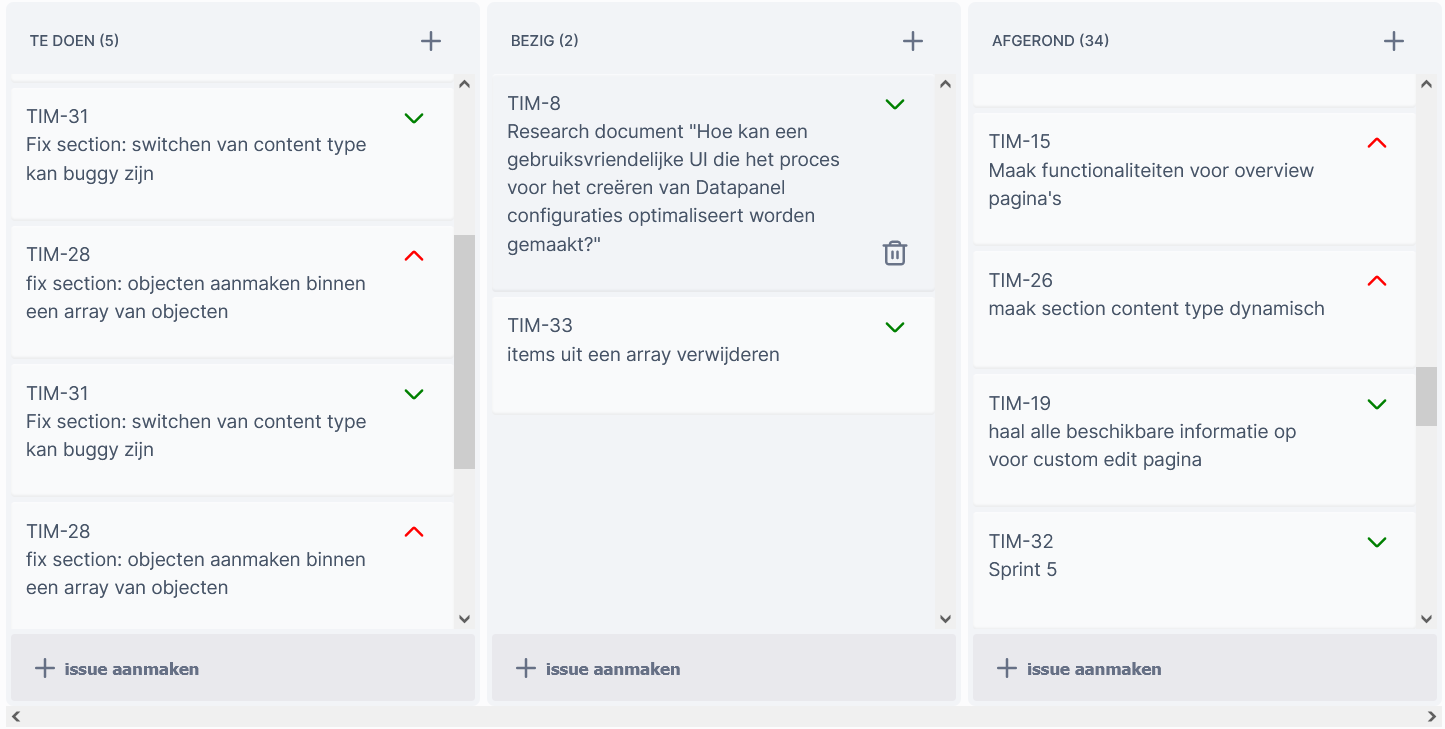 TE DOEN (5)
TIM-31
Fix section: switchen van content type
kan buggy zijn
TIM-28
fix section: objecten aanmaken binnen
een array van objecten
TIM-31
Fix section: switchen van content type
kan buggy zijn
TIM-28
fix section: objecten aanmaken binnen
een array van objecten
issue aanmaken
BEZIG (2)
TIM-8
Research document "Hoe kan een
gebruiksvriendelijke UI die het proces
voor het creëren van Datapanel
configuraties optimaliseert worden
gemaakt?"
TIM-33
items uit een array verwijderen
issue aanmaken
AFGEROND (34)
TIM-15
Maak functionaliteiten voor overview
pagina's
TIM-26
maak section content type dynamisch
TIM-19
haal alle beschikbare informatie op
voor custom edit pagina
TIM-32
Sprint 5
issue aanmaken